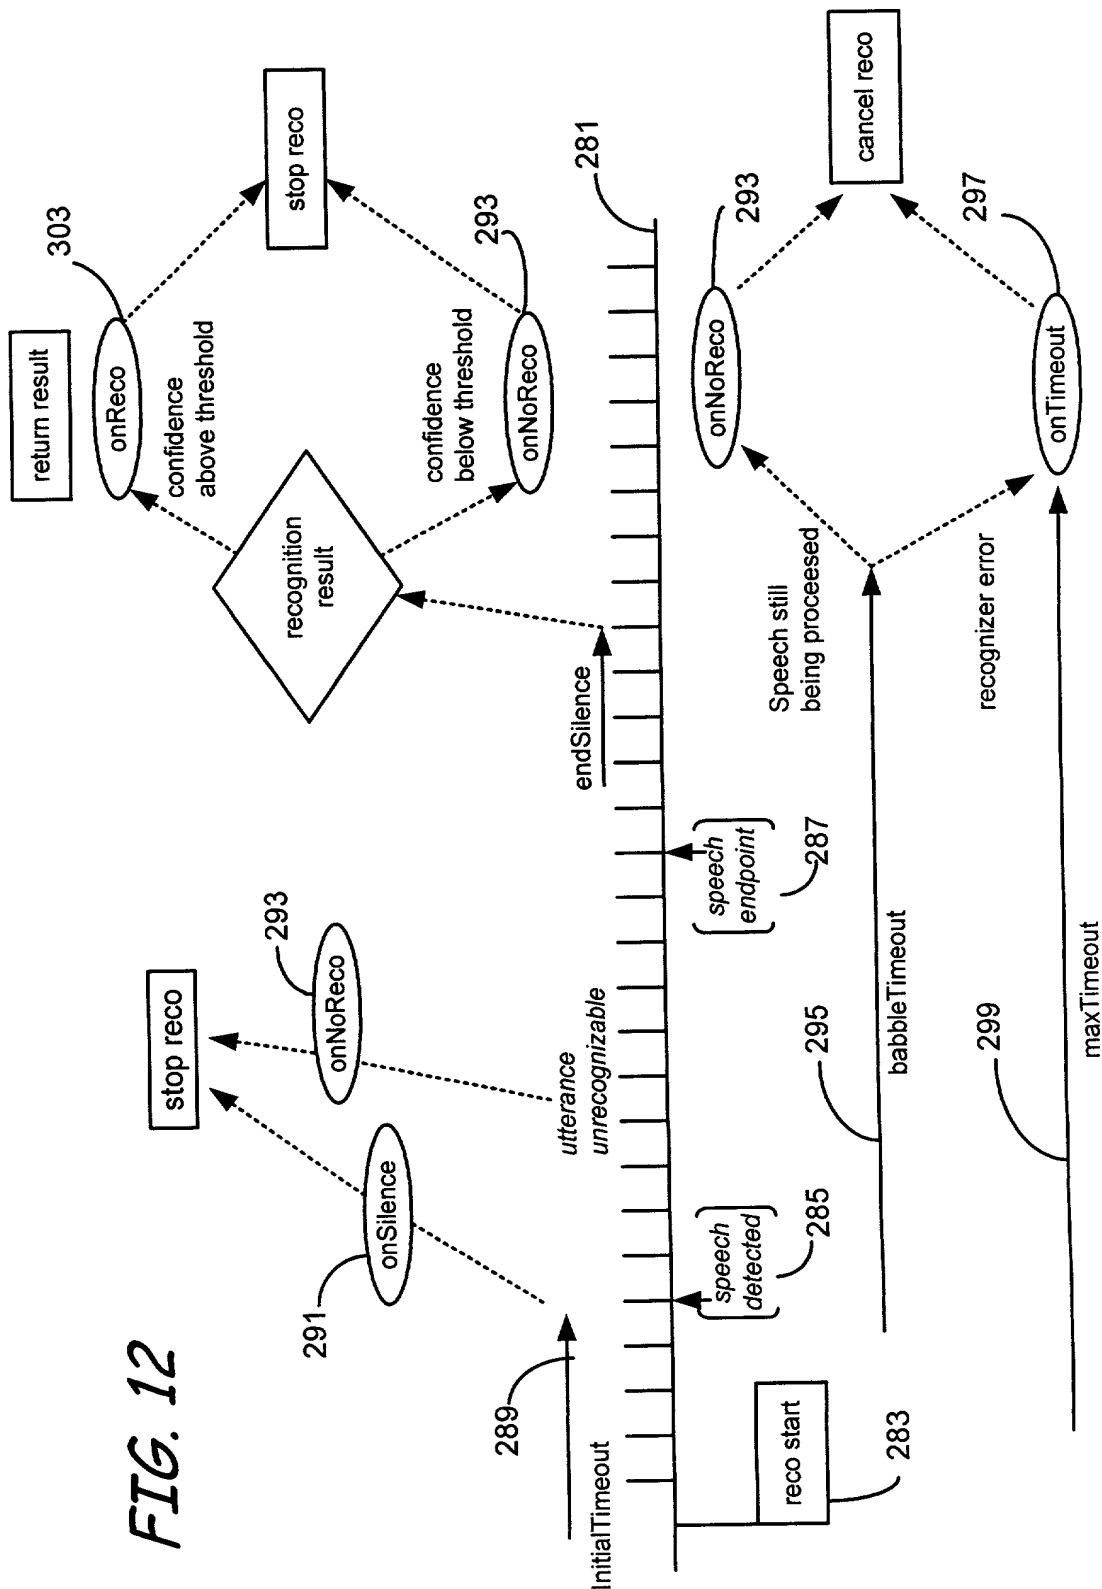 FIG. 12
return result
303
onReco
stop reco
confidence
above threshold
recognition
result
confidence
below threshold
onNoReco
293
stop reco
293
onNoReco
291
onSilence
289
InitialTimeout
utterance
unrecognizable
endSilence
281
reco start
283
speech
detected
285
speech
endpoint
287
Speech still
being proceesed
onNoReco
293
cancel reco
295
babbleTimeout
recognizer error
onTimeout
297
299
maxTimeout